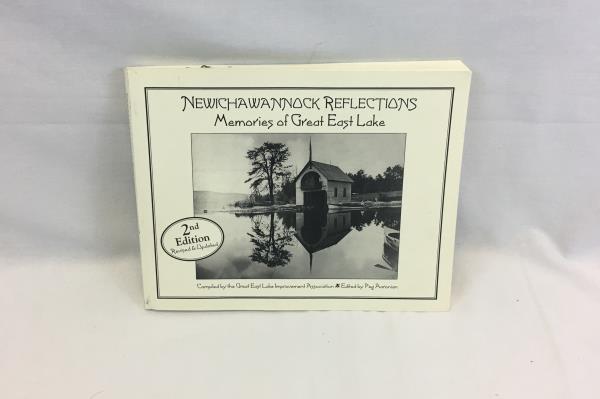 Newichawannock Reflections
Memories of Great East Lake
2nd
Edition
Revised & Updated
Compiled by the Great East Lake Improvement Association * Edited by: Peg Aaronian